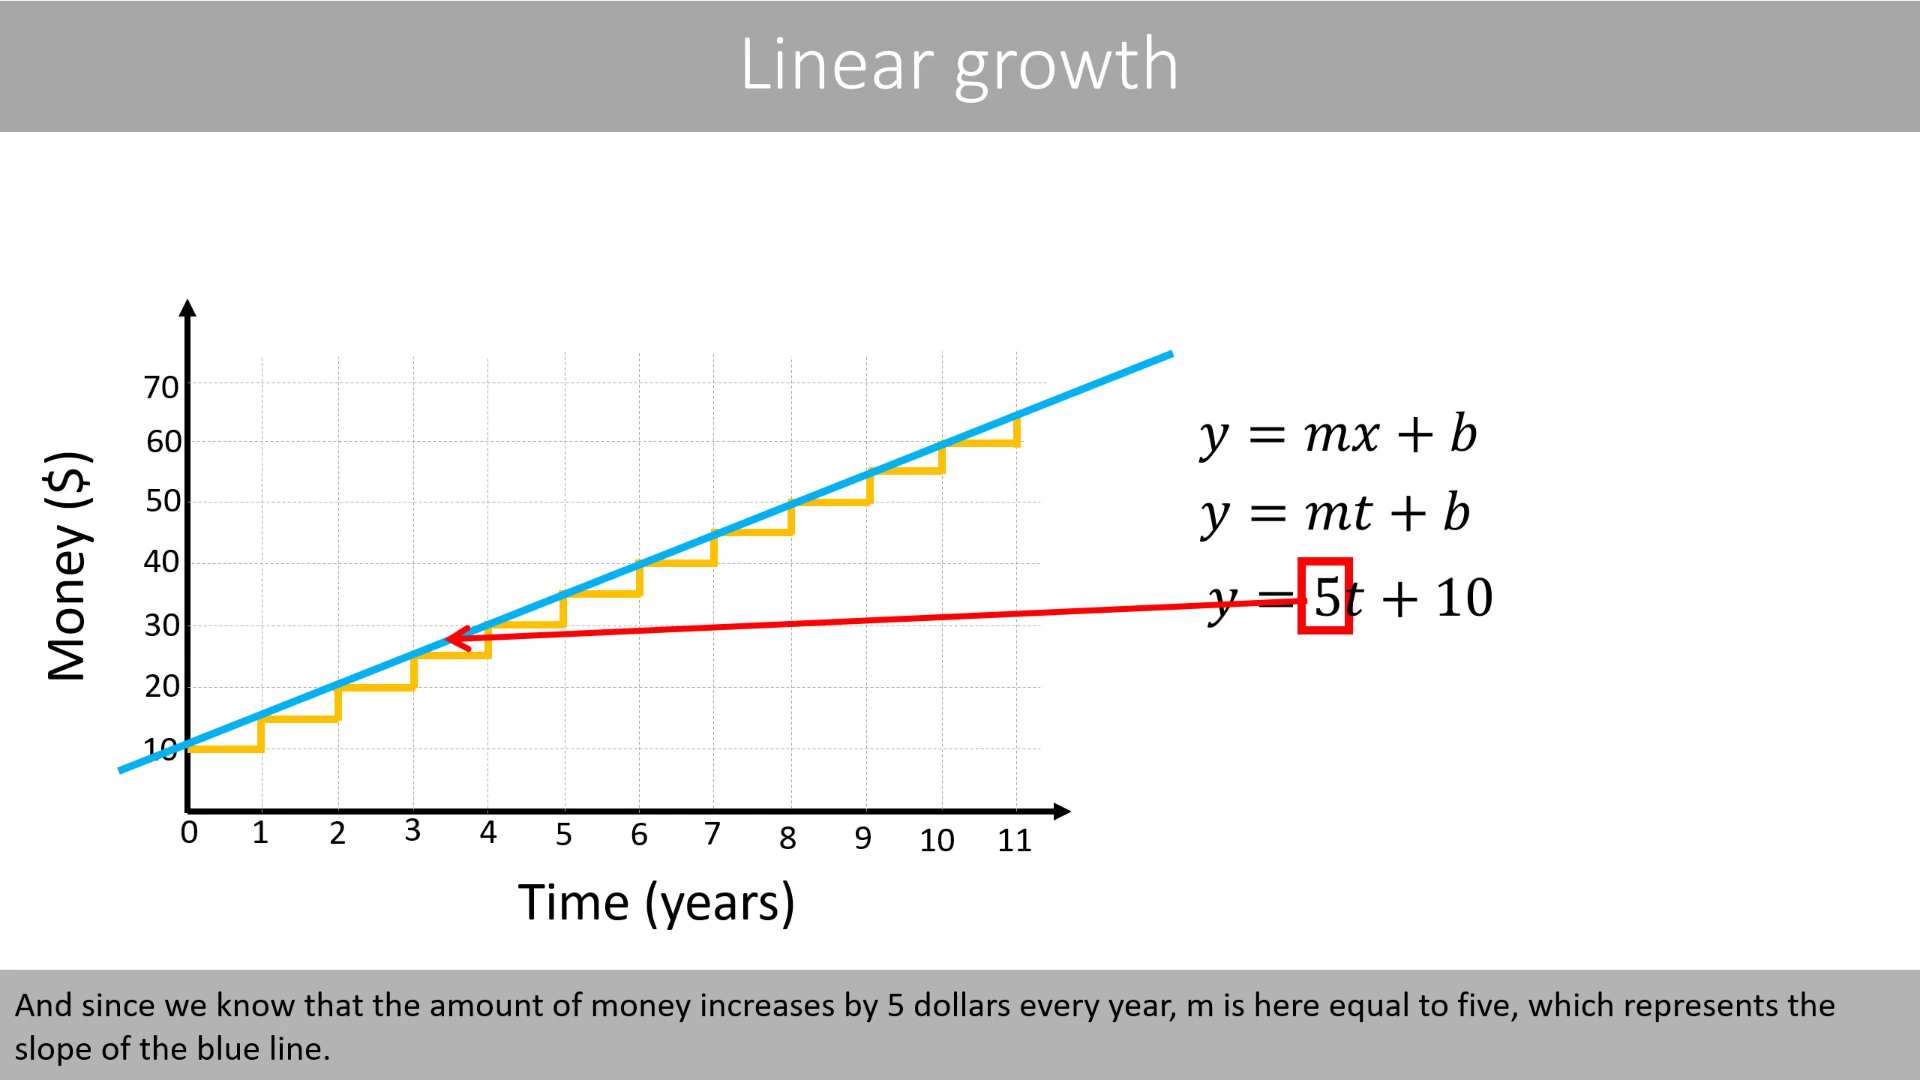 Linear growth
70
60
50
40
30
20
10
Money ($)
0 1 2 3 4 5 6 7 8 9 10 11
Time (years)
y = mx + b
y = mt + b
y = 5t + 10
And since we know that the amount of money increases by 5 dollars every year, m is here equal to five, which represents the
slope of the blue line.